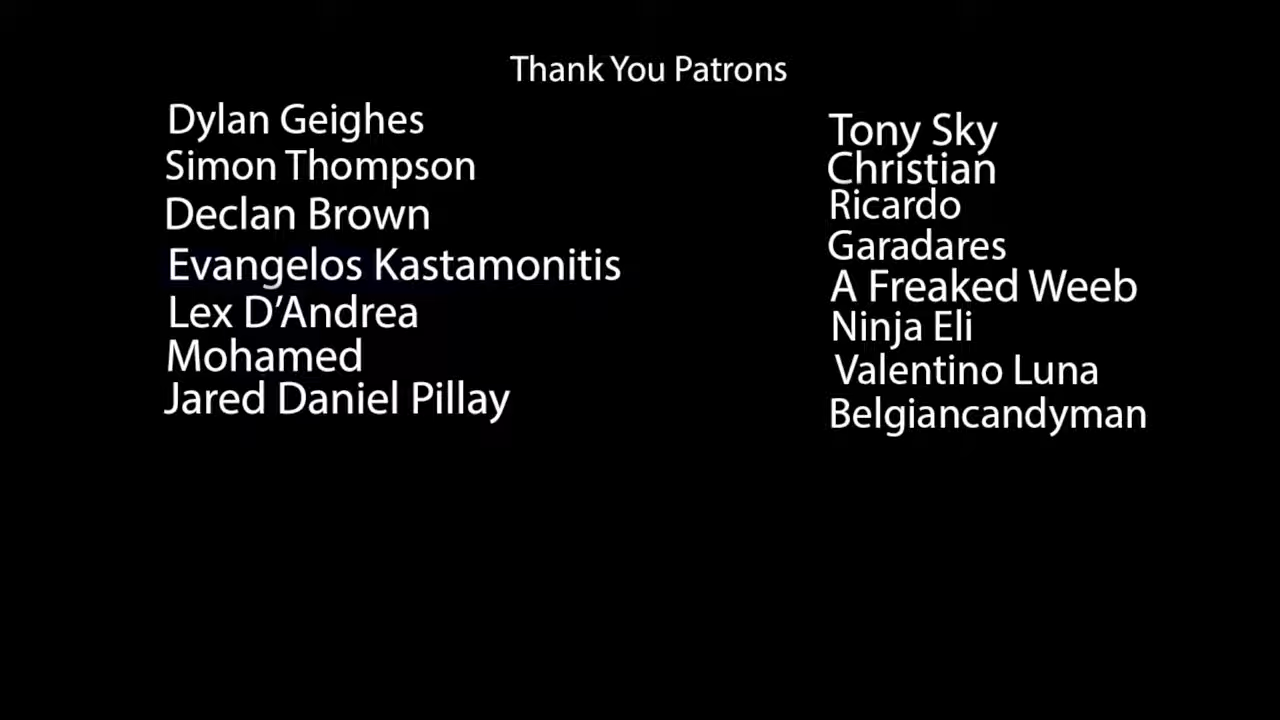 Thank You Patrons
Dylan Geighes
Simon Thompson
Declan Brown
Evangelos Kastamonitis
Lex D’Andrea
Mohamed
Jared Daniel Pillay
Tony Sky
Christian
Ricardo
Garadares
A Freaked Weeb
Ninja Eli
Valentino Luna
Belgiancandyman